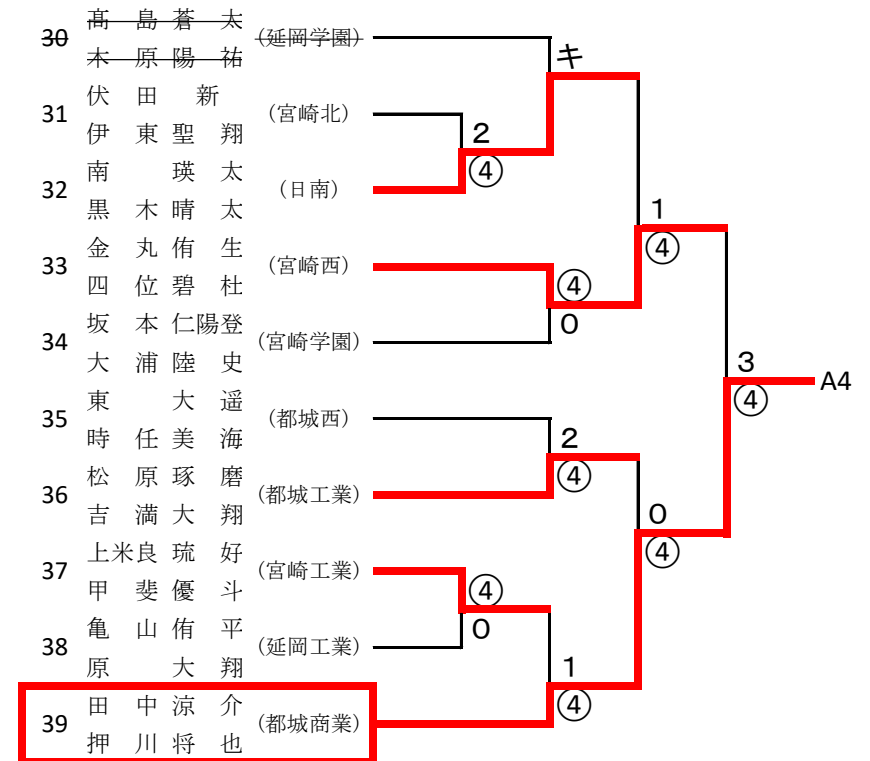 髙島蒼太
30 (延岡学園)
木原陽祐
キ
伏田 新
31 (宮崎北)
伊東聖翔
2
④
南 瑛太
32 (日南)
黒木晴太
1
④
金丸侑生
33 (宮崎西)
四位碧杜
④
0
坂本仁陽登
34 (宮崎学園)
大浦陸史
3
④
A4
東 大遥
35 (都城西)
時任美海
2
④
松原琢磨
36 (都城工業)
吉満大翔
0
④
上米良琉好
37 (宮崎工業)
甲斐優斗
④
0
亀山侑平
38 (延岡工業)
原 大翔
1
④
田中涼介
39 (都城商業)
押川将也